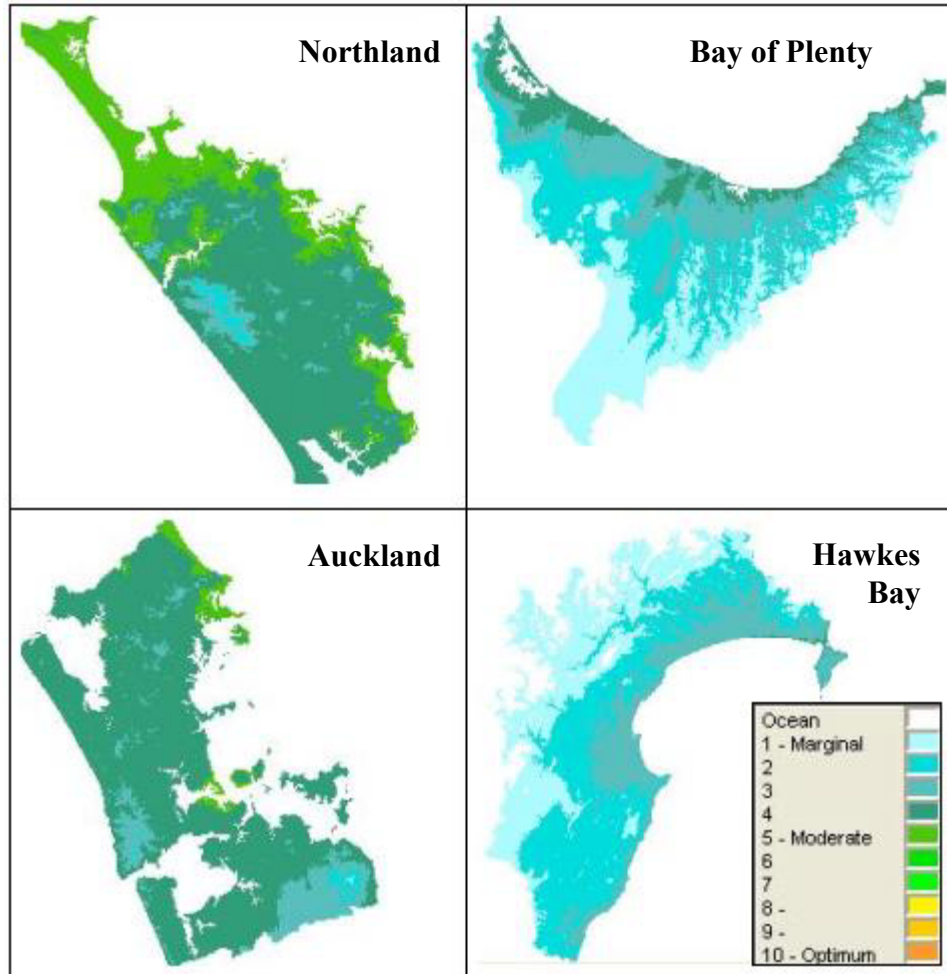 Northland
Bay of Plenty
Auckland
Hawkes
Bay
Ocean
1 - Marginal
2
3
4
5 - Moderate
6
7
8 -
9 -
10 - Optimum